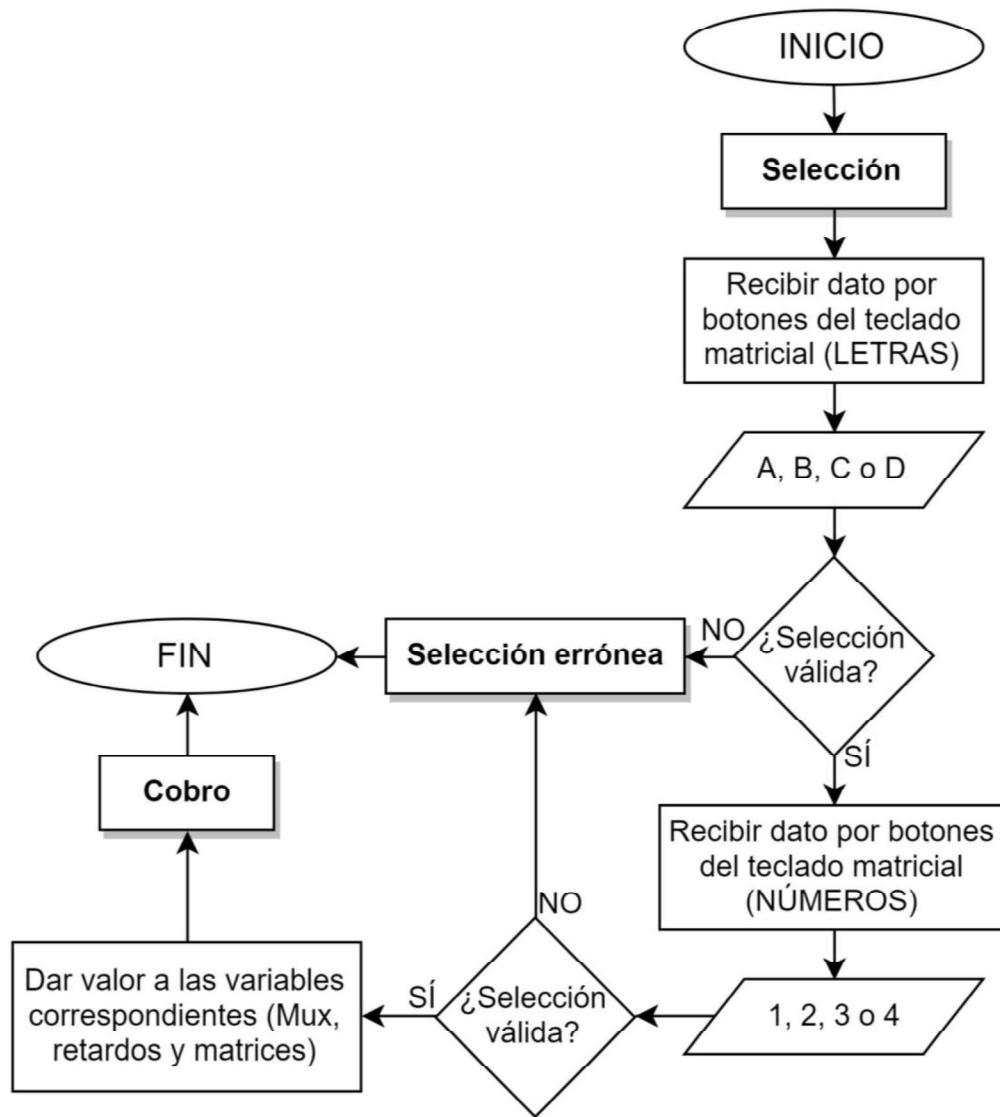 INICIO
Selección
Recibir dato por
botones del teclado
matricial (LETRAS)
A, B, C o D
¿Selección
válida?
NO
Selección errónea
FIN
SÍ
Recibir dato por botones
del teclado matricial
(NÚMEROS)
1, 2, 3 o 4
¿Selección
válida?
NO
SÍ
Dar valor a las variables
correspondientes (Mux,
retardos y matrices)
Cobro